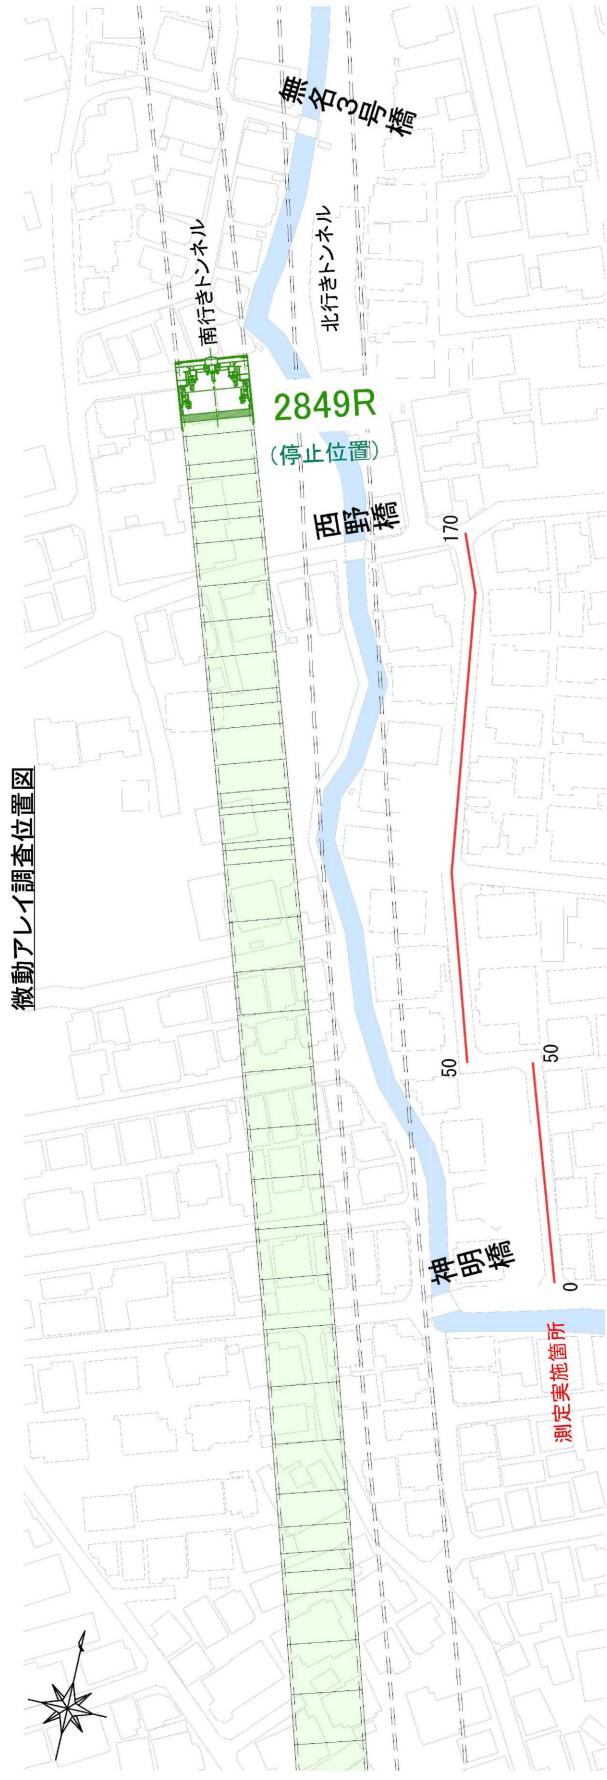 微動アレイ調査位置図
無名3号橋
南行きトンネル
北行きトンネル
2849R
(停止位置)
西野橋
170
50
50
神明橋
0
測定実施箇所